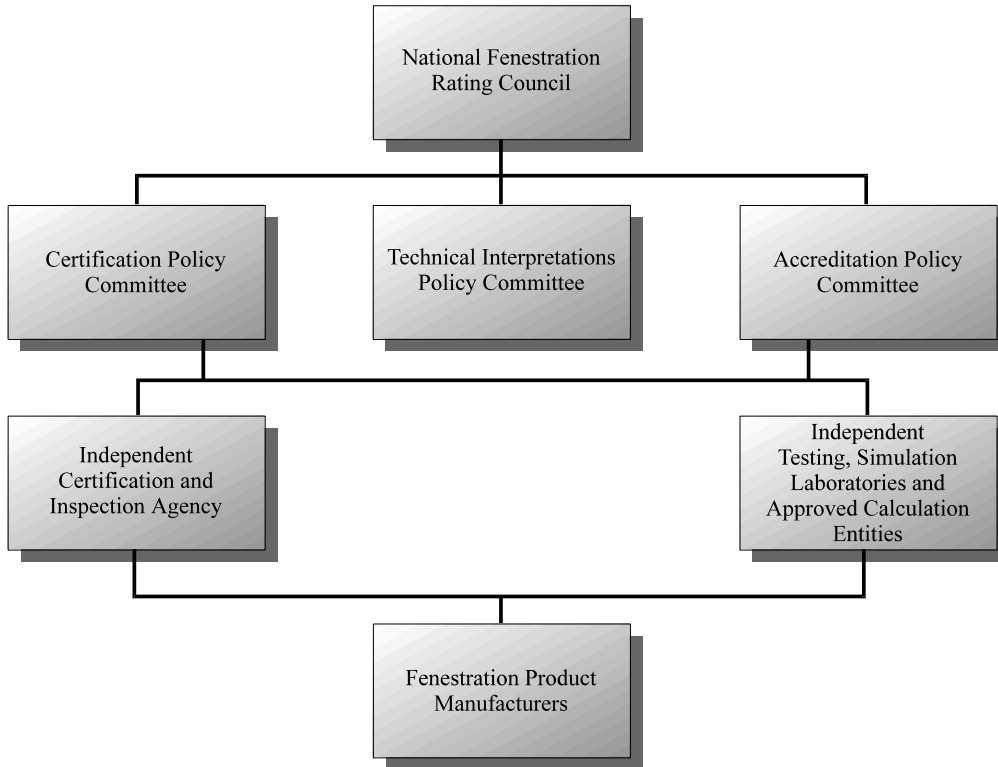 National Fenestration
Rating Council
Certification Policy
Committee
Technical Interpretations
Policy Committee
Accreditation Policy
Committee
Independent
Certification and
Inspection Agency
Independent
Testing, Simulation
Laboratories and
Approved Calculation
Entities
Fenestration Product
Manufacturers